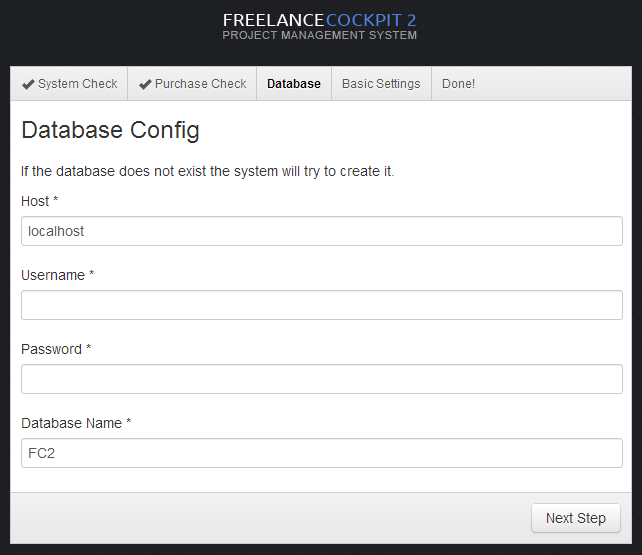 FREELANCECOCKPIT 2
PROJECT MANAGEMENT SYSTEM
System Check Purchase Check Database Basic Settings Done!
Database Config
If the database does not exist the system will try to create it.
Host *
localhost
Username *
Password *
Database Name *
FC2
Next Step